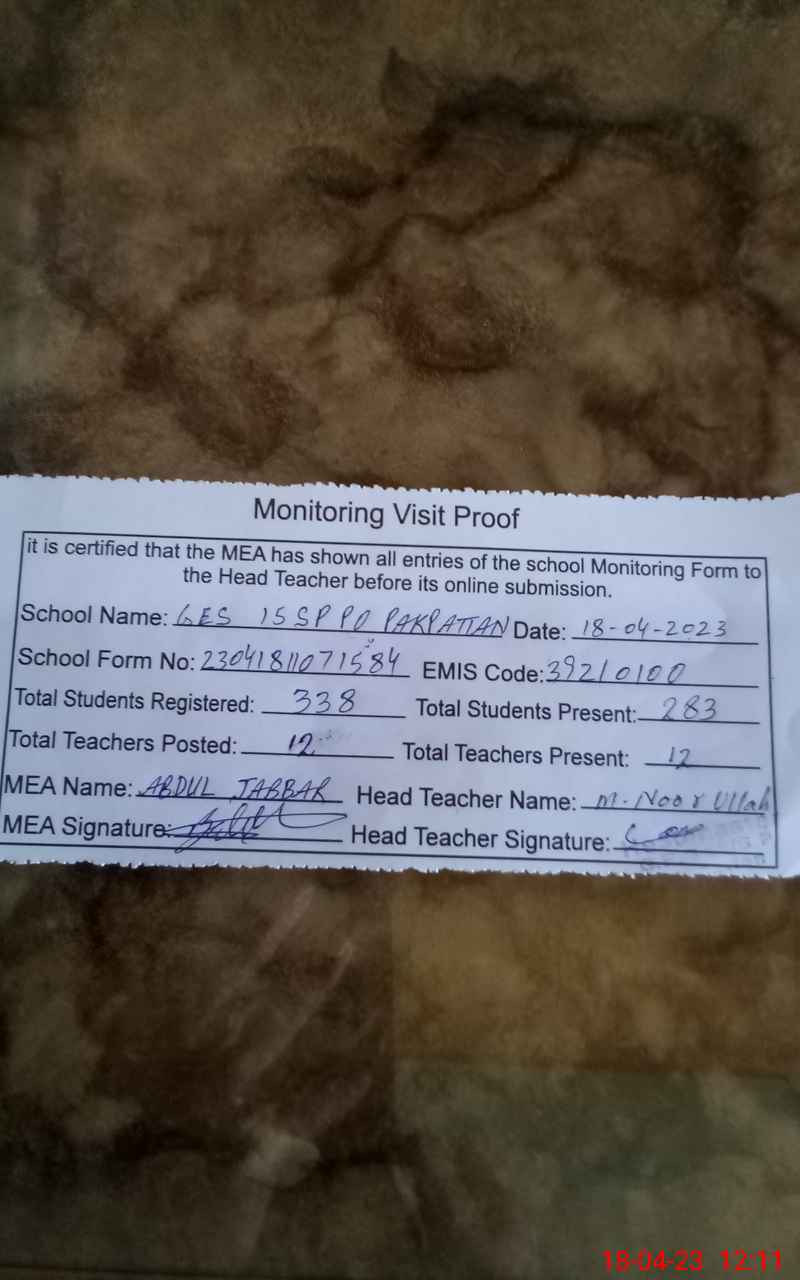 Monitoring Visit Proof
it is certified that the MEA has shown all entries of the school Monitoring Form to
the Head Teacher before its online submission.
School Name: GES 15 SP PO PAKPATTAN Date: 18-04-2023
School Form No: 23041811071584 EMIS Code: 39210100
Total Students Registered: 338 Total Students Present: 283
Total Teachers Posted: 12 Total Teachers Present: 12
MEA Name: ABDUL JABBAR Head Teacher Name: M. Noor Ullah
MEA Signature: Head Teacher Signature:
18-04-23 12:11